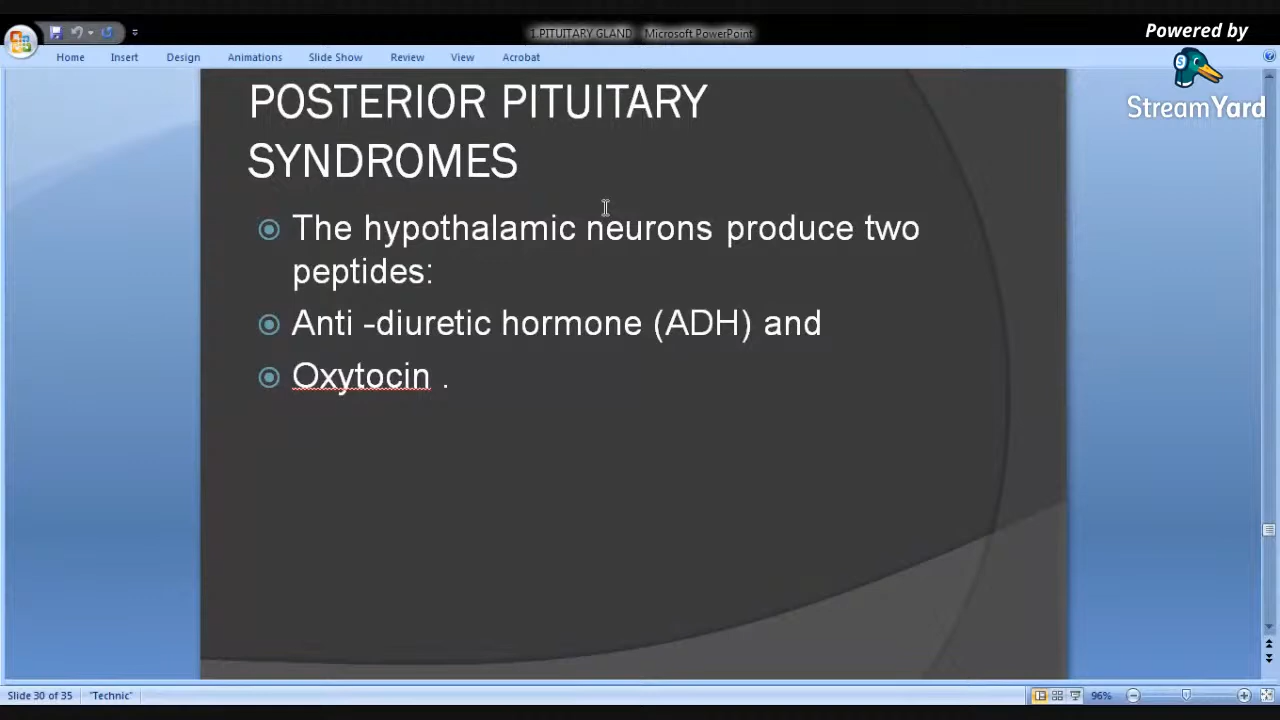 1 PITUITARY GLAND   Microsoft PowerPoint
Powered by
StreamYard
Home Insert Design Animations Slide Show Review View Acrobat
POSTERIOR PITUITARY
SYNDROMES
The hypothalamic neurons produce two
peptides:
Anti -diuretic hormone (ADH) and
Oxytocin .
Slide 30 of 35 "Technic" 96%